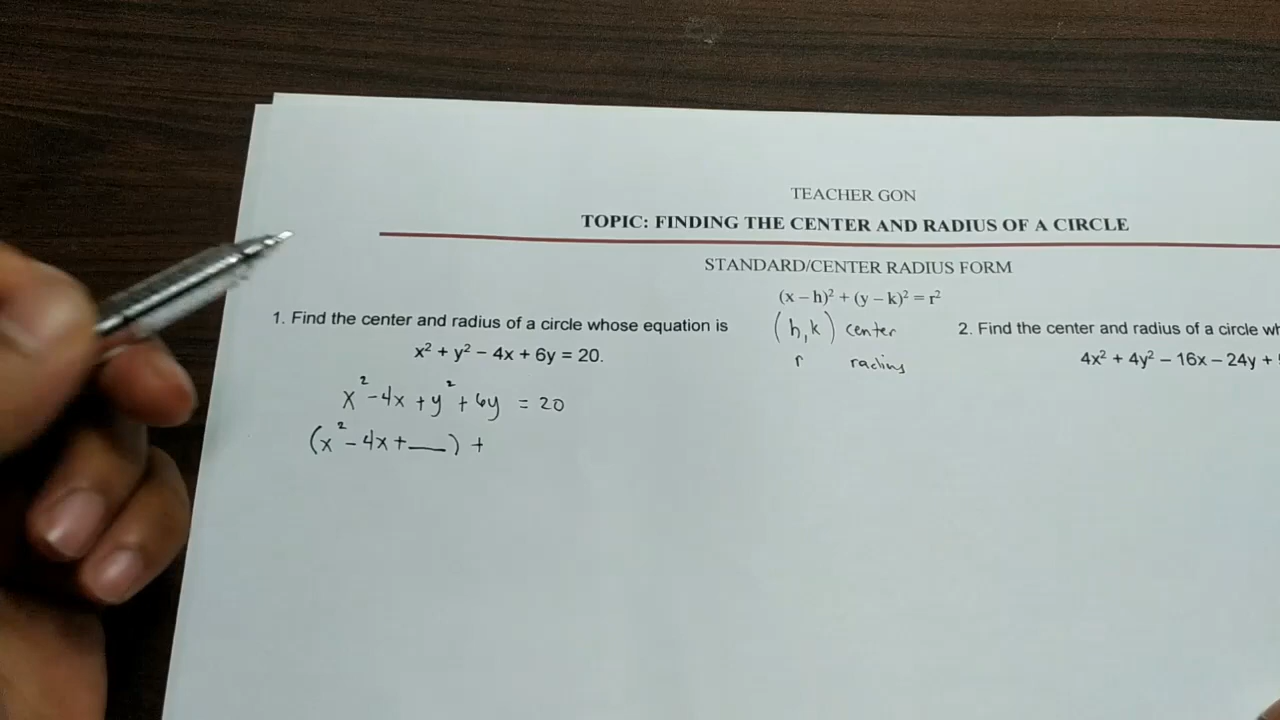 TEACHER GON
TOPIC: FINDING THE CENTER AND RADIUS OF A CIRCLE
STANDARD/CENTER RADIUS FORM
(x – h)² + (y – k)² = r²
1. Find the center and radius of a circle whose equation is
x² + y² – 4x + 6y = 20.
(h,k) center
r radius
x² - 4x + y² + 6y = 20
(x² - 4x + __) +
2. Find the center and radius of a circle
4x² + 4y² – 16x – 24y +